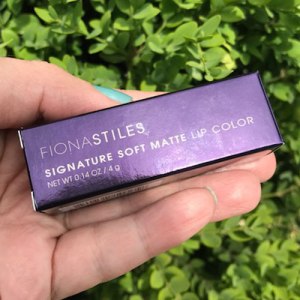 FIONASTILES
SIGNATURE SOFT MATTE LIP COLOR
NET WT 0.14 OZ / 4 g